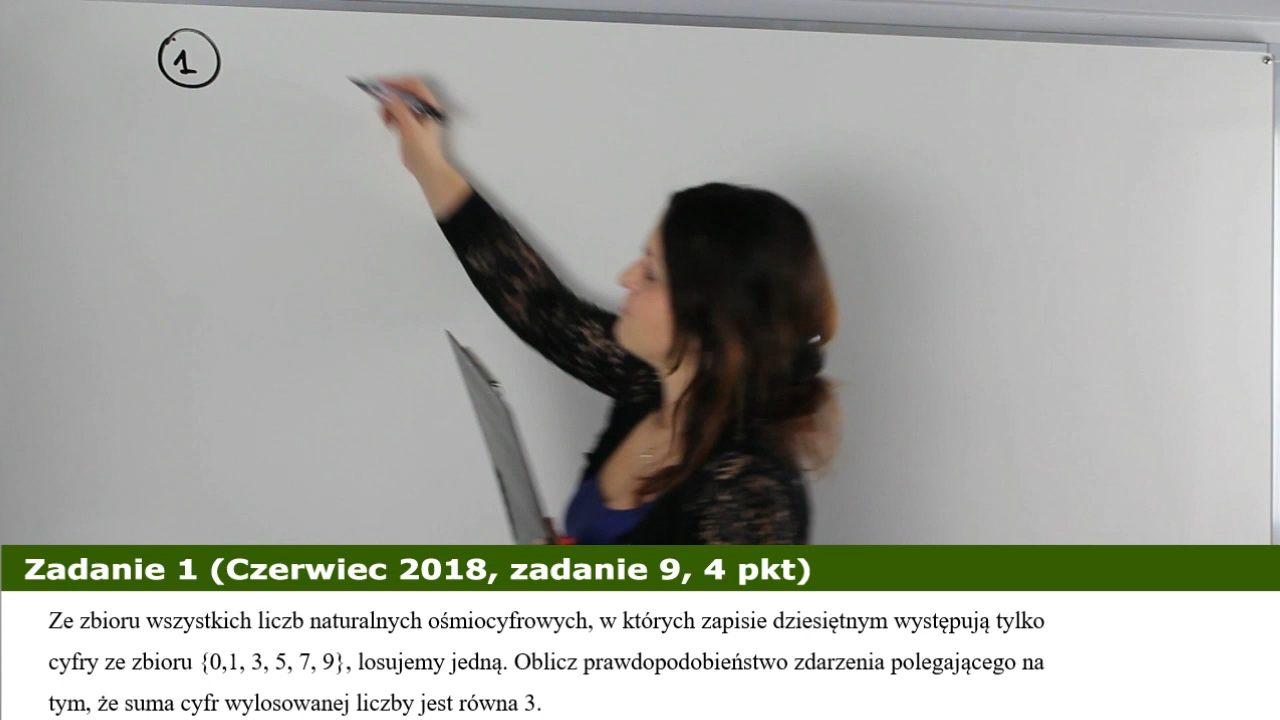 1
Zadanie 1 (Czerwiec 2018, zadanie 9, 4 pkt)
Ze zbioru wszystkich liczb naturalnych ośmiocyfrowych, w których zapisie dziesiętnym występują tylko
cyfry ze zbioru {0,1, 3, 5, 7, 9}, losujemy jedną. Oblicz prawdopodobieństwo zdarzenia polegającego na
tym, że suma cyfr wylosowanej liczby jest równa 3.